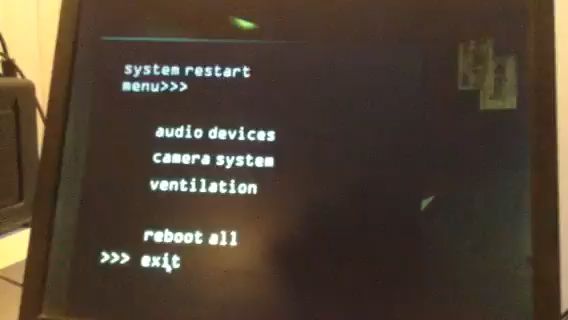 system restart
menu>>>
audio devices
camera system
ventilation
reboot all
>>> exit